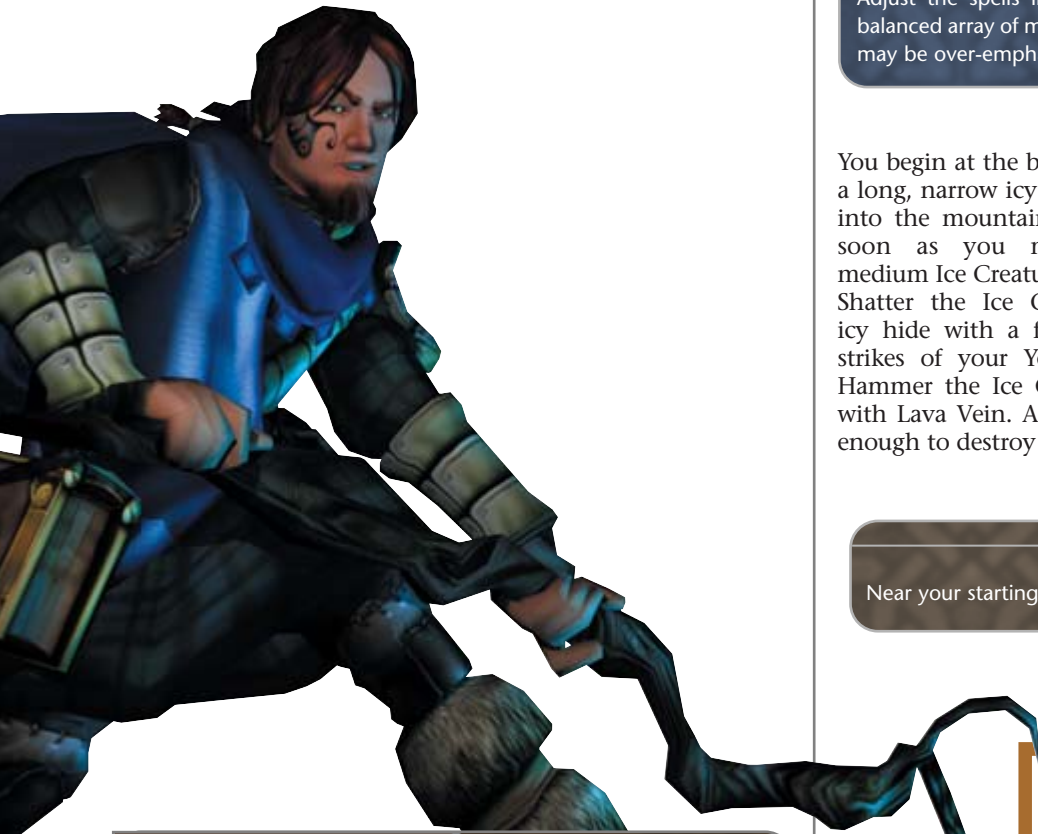 Adjust the spells
balanced array of
may be over-emph
You begin at the b
a long, narrow icy
into the mountain
soon as you
medium Ice Creatu
Shatter the Ice
icy hide with a
strikes of your
Hammer the Ice
with Lava Vein. A
enough to destroy
Near your starting